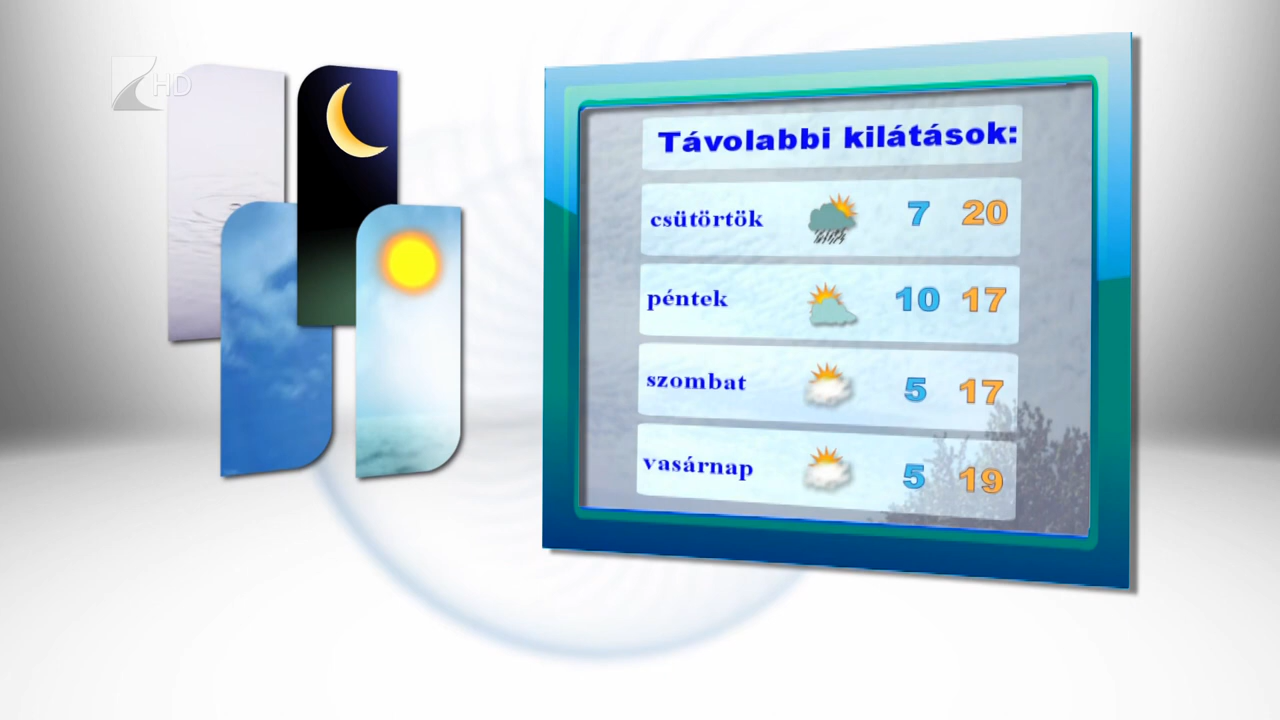 HD
Távolabbi kilátások:
csütörtök 7 20
péntek 10 17
szombat 5 17
vasárnap 5 19